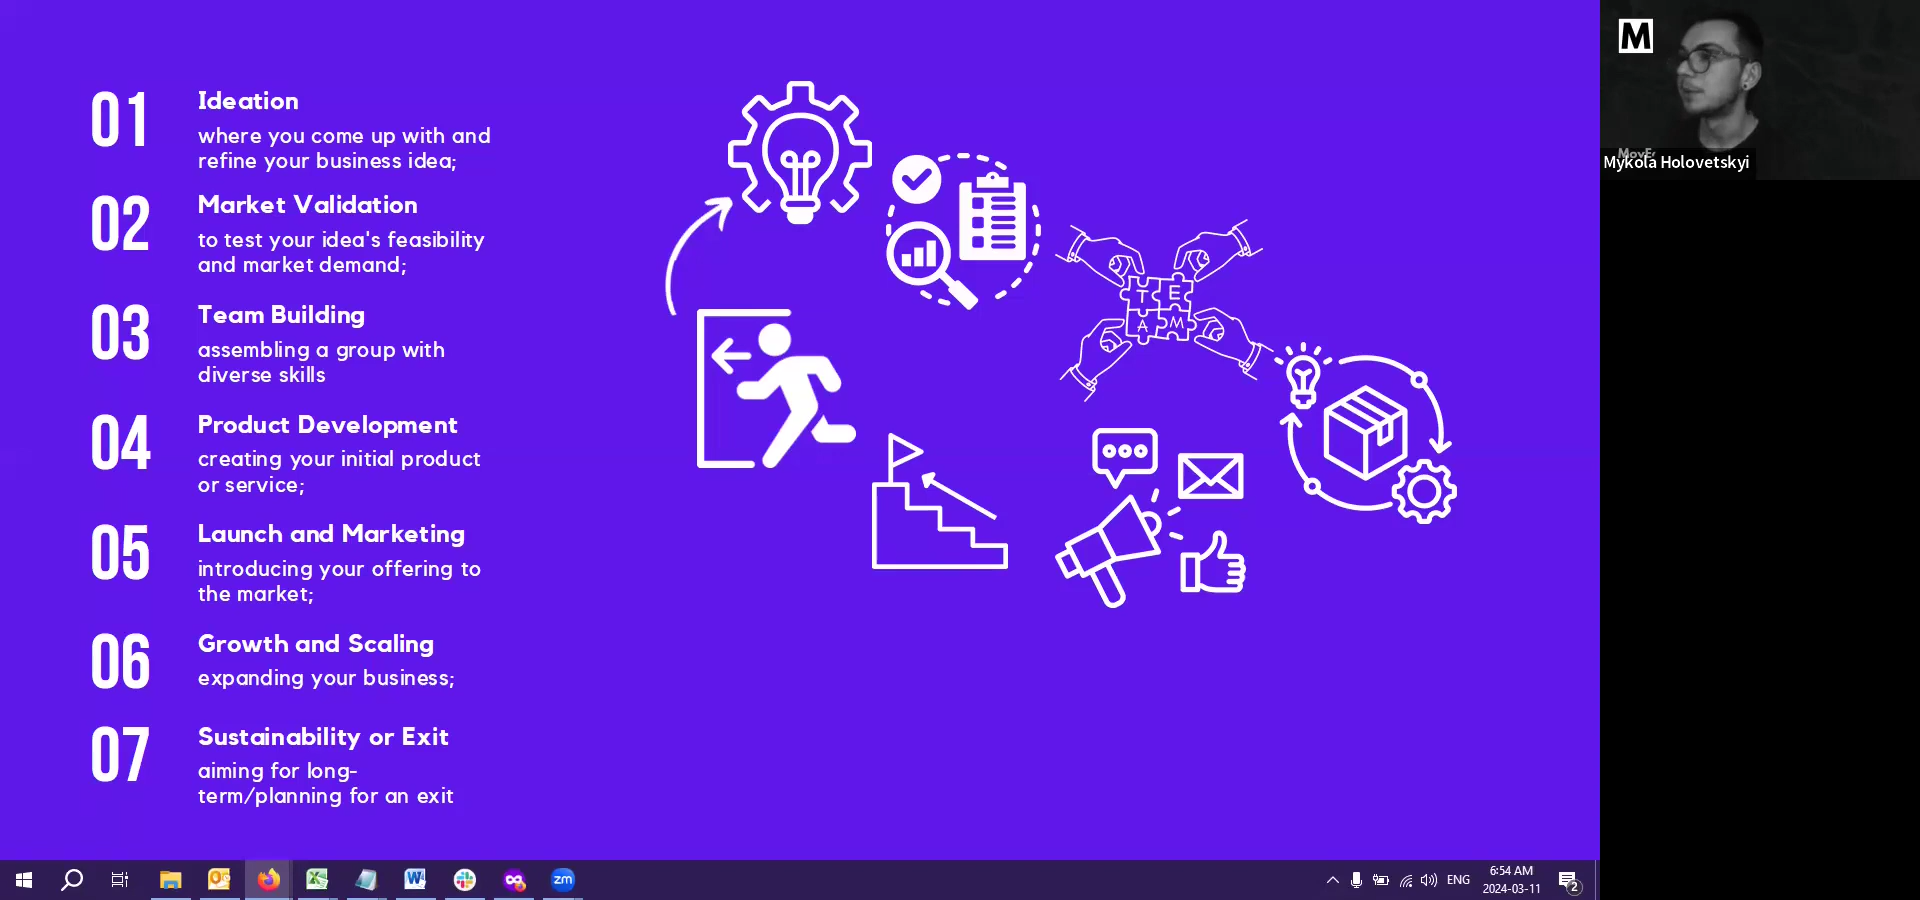 01
Ideation
where you come up with and
refine your business idea;
02
Market Validation
to test your idea's feasibility
and market demand;
03
Team Building
assembling a group with
diverse skills
04
Product Development
creating your initial product
or service;
05
Launch and Marketing
introducing your offering to
the market;
06
Growth and Scaling
expanding your business;
07
Sustainability or Exit
aiming for long-
term/planning for an exit
T E
A M
M
Mykola Holovetskyi
zm
ENG
6:54 AM
2024-03-11
2